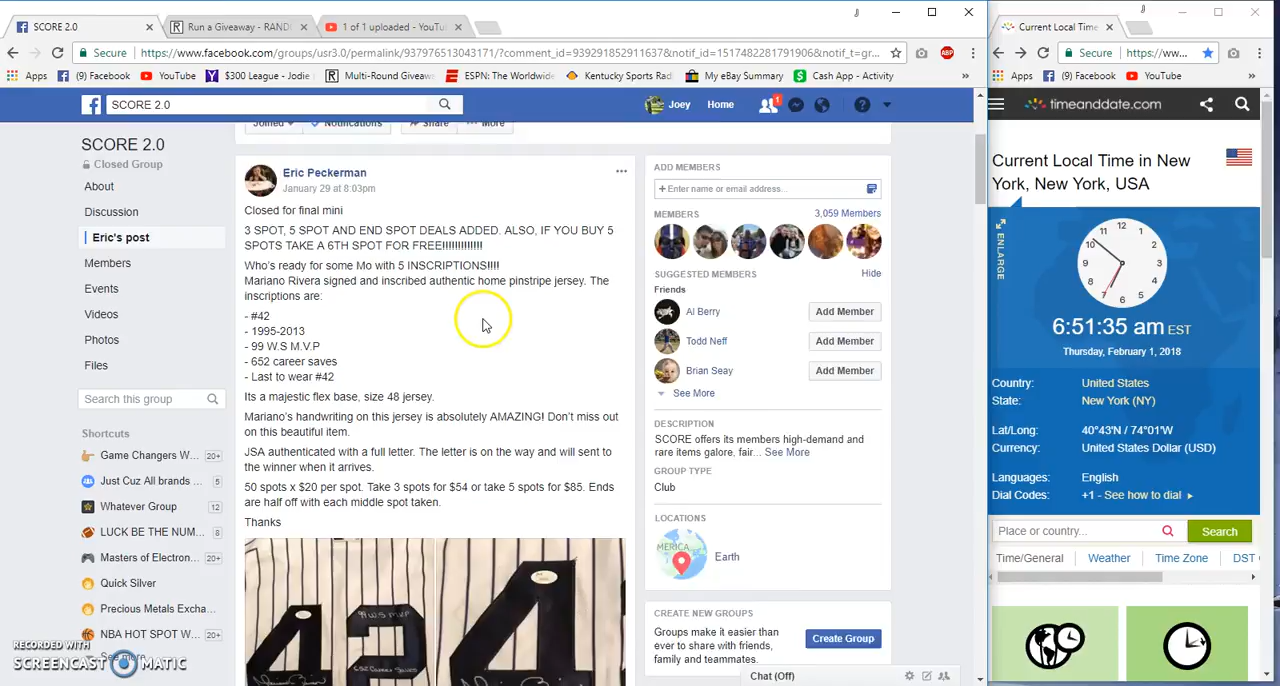 SCORE 2.0
Run a Giveaway - RAND
1 of 1 uploaded - YouTu
Current Local Time
Secure https://www.facebook.com/groups/usr3.0/permalink/937976513043171/?comment_id=939291852911637&notif_id=1517482281791906&notif_t=gr...
Secure https://ww...
Apps (9) Facebook YouTube $300 League - Jodie Multi-Round Giveaw ESPN: The Worldwide Kentucky Sports Rad My eBay Summary Cash App - Activity »
Apps (9) Facebook YouTube
SCORE 2.0 Joey Home 1
timeanddate.com
Joined Notifications Share More
SCORE 2.0
Closed Group
About
Discussion
Eric's post
Members
Events
Videos
Photos
Files
Search this group
Shortcuts
Game Changers W... 20+
Just Cuz All brands ... 5
Whatever Group 12
LUCK BE THE NUM... 8
Masters of Electron... 20+
Quick Silver
Precious Metals Excha...
NBA HOT SPOT W... 20+
RECORDED WITH
SCREENCAST MATIC
Eric Peckerman
January 29 at 8:03pm
Closed for final mini
3 SPOT, 5 SPOT AND END SPOT DEALS ADDED. ALSO, IF YOU BUY 5
SPOTS TAKE A 6TH SPOT FOR FREE!!!!!!!!!!!!
Who's ready for some Mo with 5 INSCRIPTIONS!!!!
Mariano Rivera signed and inscribed authentic home pinstripe jersey. The
inscriptions are:
- #42
- 1995-2013
- 99 W.S M.V.P
- 652 career saves
- Last to wear #42
Its a majestic flex base, size 48 jersey.
Mariano's handwriting on this jersey is absolutely AMAZING! Don't miss out
on this beautiful item.
JSA authenticated with a full letter. The letter is on the way and will sent to
the winner when it arrives.
50 spots x $20 per spot. Take 3 spots for $54 or take 5 spots for $85. Ends
are half off with each middle spot taken.
Thanks
ADD MEMBERS
+ Enter name or email address...
MEMBERS 3,059 Members
SUGGESTED MEMBERS Hide
Friends
Al Berry Add Member
Todd Neff Add Member
Brian Seay Add Member
See More
DESCRIPTION
SCORE offers its members high-demand and
rare items galore, fair... See More
GROUP TYPE
Club
LOCATIONS
MERICA
Earth
CREATE NEW GROUPS
Groups make it easier than
ever to share with friends,
family and teammates.
Create Group
Chat (Off)
Current Local Time in New
York, New York, USA
ENLARGE
6:51:35 am EST
Thursday, February 1, 2018
Country: United States
State: New York (NY)
Lat/Long: 40°43'N / 74°01'W
Currency: United States Dollar (USD)
Languages: English
Dial Codes: +1 - See how to dial
Place or country... Search
Time/General Weather Time Zone DST